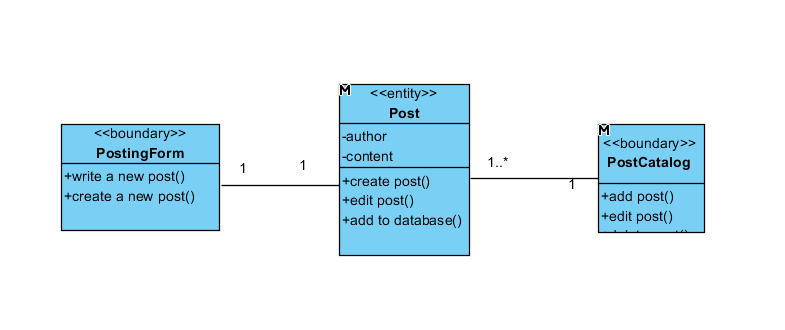 <<boundary>>
PostingForm
+write a new post()
+create a new post()
1
1
M
<<entity>>
Post
-author
-content
+create post()
+edit post()
+add to database()
1..*
1
M
<<boundary>>
PostCatalog
+add post()
+edit post()